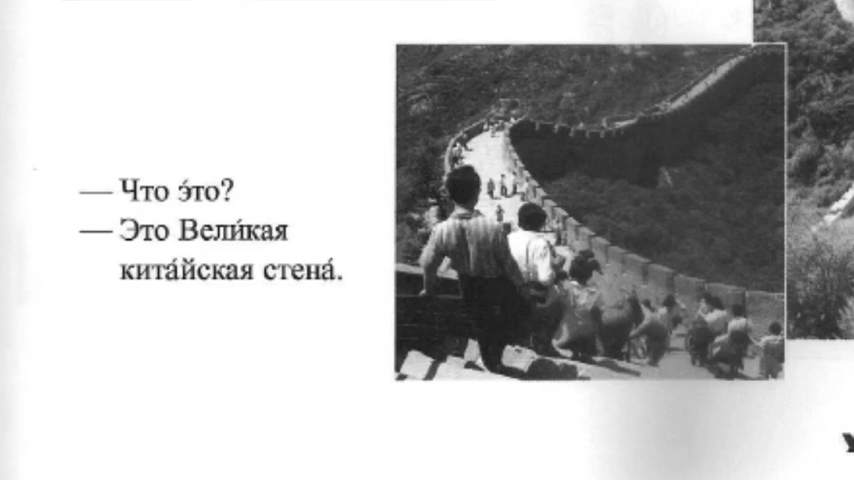 — Что э́то?
— Это Вели́кая
кита́йская стена́.